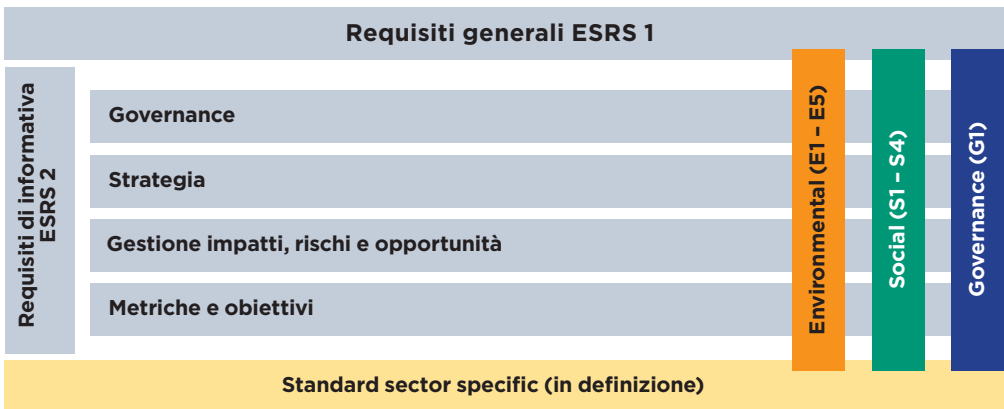 Requisiti generali ESRS 1
Requisiti di informativa
ESRS 2
Governance
Strategia
Gestione impatti, rischi e opportunità
Metriche e obiettivi
Environmental (E1 – E5)
Social (S1 – S4)
Governance (G1)
Standard sector specific (in definizione)